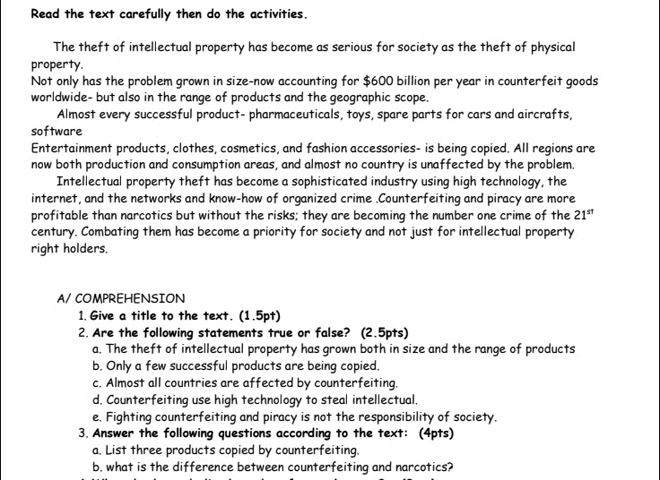 Read the text carefully then do the activities.
The theft of intellectual property has become as serious for society as the theft of physical
property.
Not only has the problem grown in size-now accounting for $600 billion per year in counterfeit goods
worldwide- but also in the range of products and the geographic scope.
Almost every successful product- pharmaceuticals, toys, spare parts for cars and aircrafts,
software
Entertainment products, clothes, cosmetics, and fashion accessories- is being copied. All regions are
now both production and consumption areas, and almost no country is unaffected by the problem.
Intellectual property theft has become a sophisticated industry using high technology, the
internet, and the networks and know-how of organized crime .Counterfeiting and piracy are more
profitable than narcotics but without the risks; they are becoming the number one crime of the 21st
century. Combating them has become a priority for society and not just for intellectual property
right holders.
A/ COMPREHENSION
1. Give a title to the text. (1.5pt)
2. Are the following statements true or false? (2.5pts)
a. The theft of intellectual property has grown both in size and the range of products
b. Only a few successful products are being copied.
c. Almost all countries are affected by counterfeiting.
d. Counterfeiting use high technology to steal intellectual.
e. Fighting counterfeiting and piracy is not the responsibility of society.
3. Answer the following questions according to the text: (4pts)
a. List three products copied by counterfeiting.
b. what is the difference between counterfeiting and narcotics?